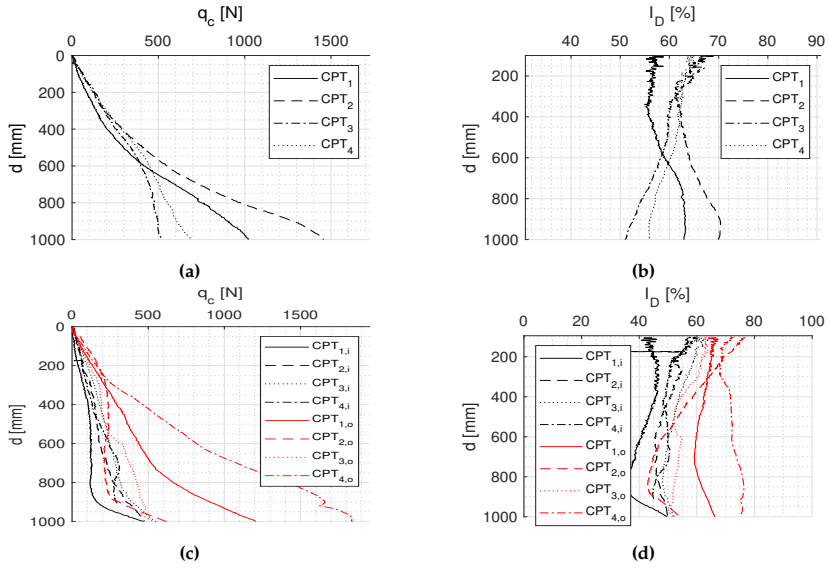 q_c [N]
0 500 1000 1500
0
200
400
600
800
1000
d [mm]
CPT_1
CPT_2
CPT_3
CPT_4
(a)
I_D [%]
40 50 60 70 80 90
200
400
600
800
1000
d [mm]
CPT_1
CPT_2
CPT_3
CPT_4
(b)
q_c [N]
0 500 1000 1500
0
200
400
600
800
1000
d [mm]
CPT_1,i
CPT_2,i
CPT_3,i
CPT_4,i
CPT_1,o
CPT_2,o
CPT_3,o
CPT_4,o
(c)
I_D [%]
0 20 40 60 80 100
200
400
600
800
1000
d [mm]
CPT_1,i
CPT_2,i
CPT_3,i
CPT_4,i
CPT_1,o
CPT_2,o
CPT_3,o
CPT_4,o
(d)